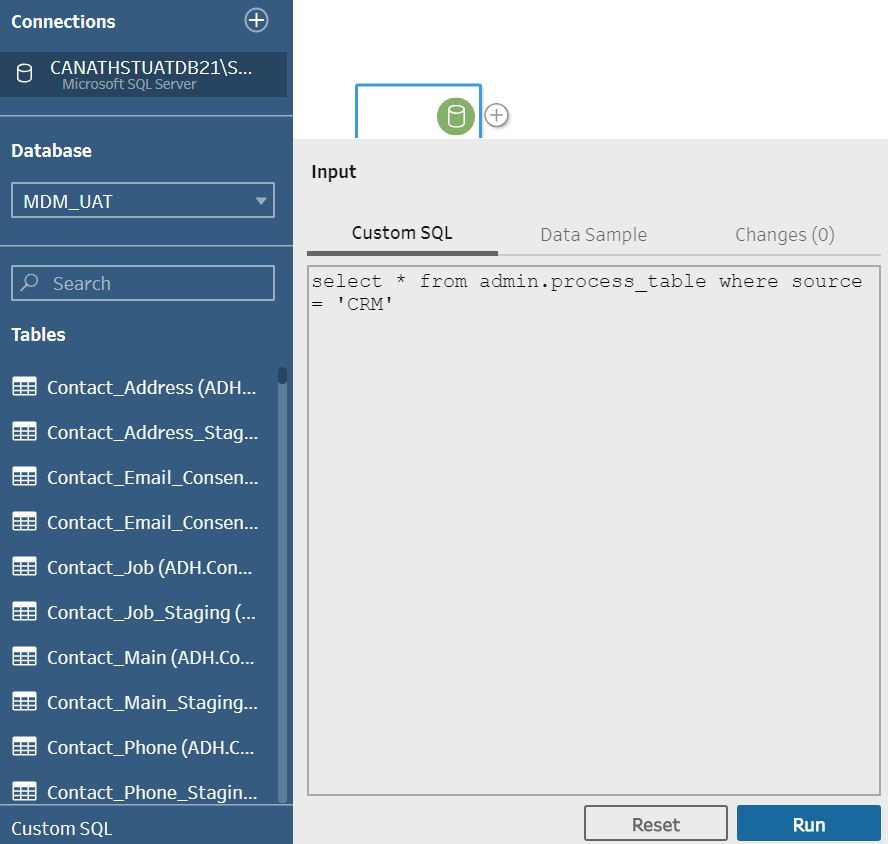 Connections
CANATHSTUATDB21\S...
Microsoft SQL Server
Database
MDM_UAT
Search
Tables
Contact_Address (ADH...
Contact_Address_Stag...
Contact_Email_Consen...
Contact_Email_Consen...
Contact_Job (ADH.Con...
Contact_Job_Staging (...
Contact_Main (ADH.Co...
Contact_Main_Staging...
Contact_Phone (ADH.C...
Contact_Phone_Stagin...
Custom SQL
Input
Custom SQL Data Sample Changes (0)
select * from admin.process_table where source
= 'CRM'
Reset Run